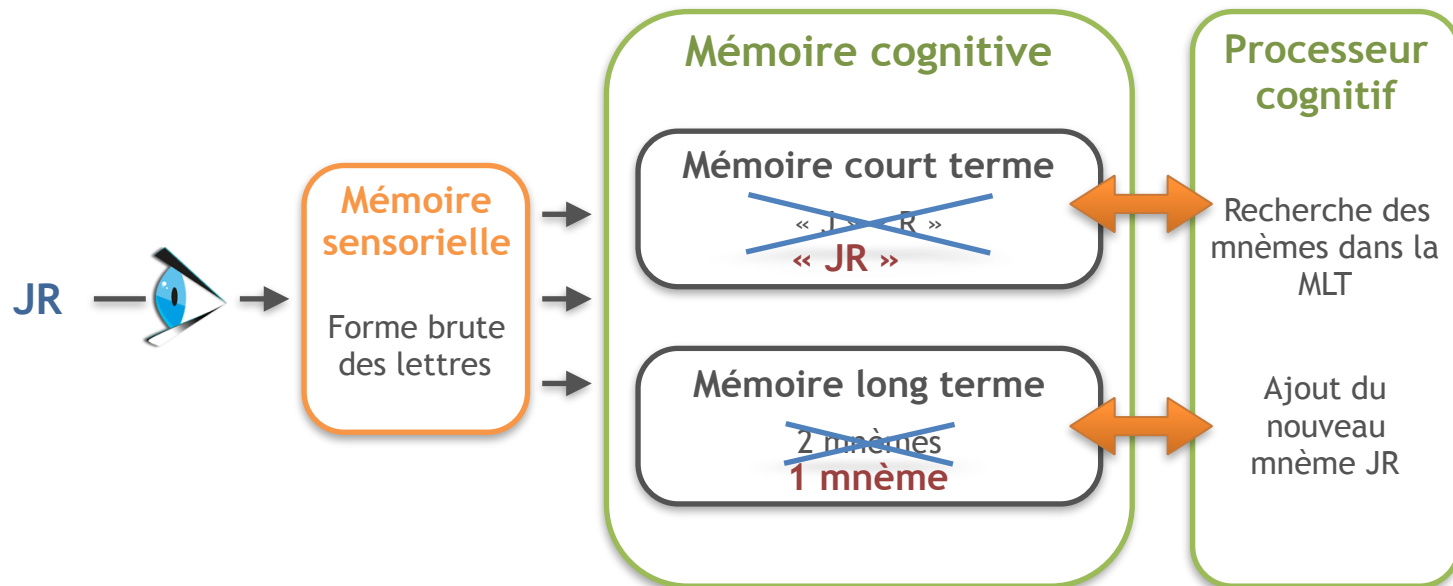 JR
Mémoire
sensorielle
Forme brute
des lettres
Mémoire cognitive
Mémoire court terme
« J » « R »
« JR »
Mémoire long terme
2 mnèmes
1 mnème
Processeur
cognitif
Recherche des
mnèmes dans la
MLT
Ajout du
nouveau
mnème JR